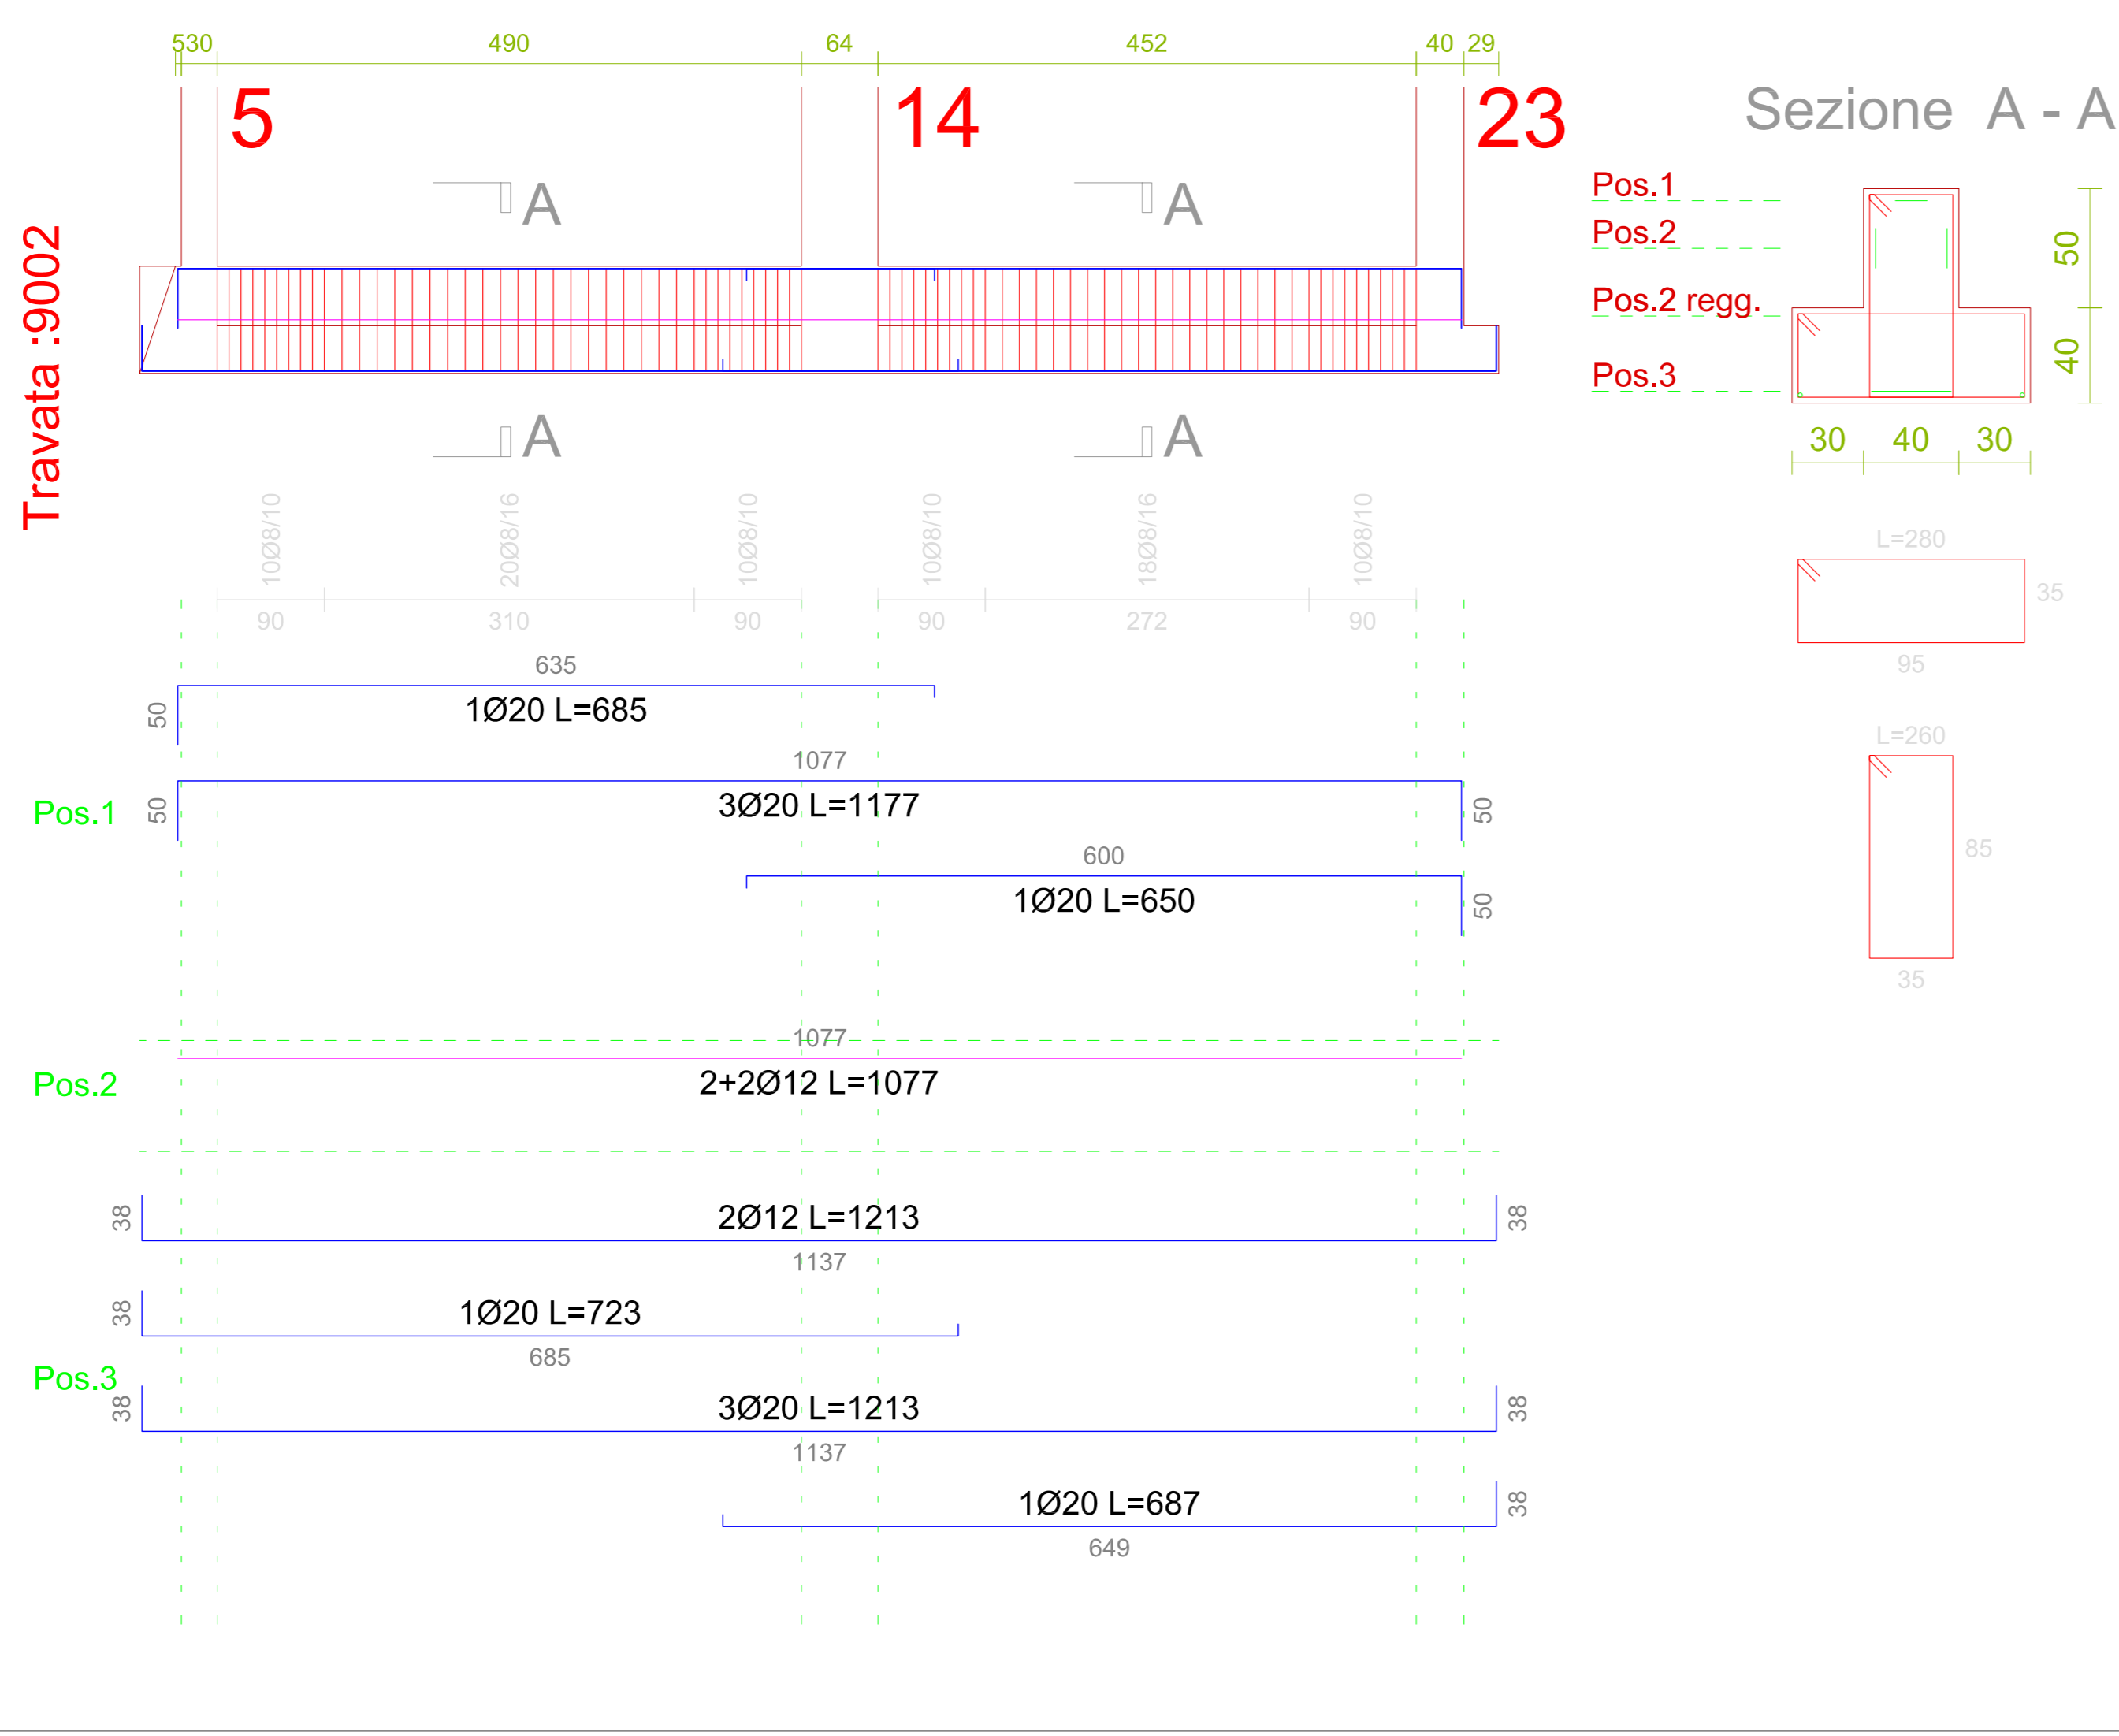 530 490 64 452 40 29
5 14 23
Sezione A - A
Travata :9002
A A
A A
Pos.1
Pos.2
Pos.2 regg.
Pos.3
50
40
30 40 30
10Ø8/10 20Ø8/16 10Ø8/10 10Ø8/10 18Ø8/16 10Ø8/10
90 310 90 90 272 90
L=280
35
95
L=260
85
35
Pos.1
635
50
1Ø20 L=685
1077
50
3Ø20 L=1177
50
600
1Ø20 L=650
50
Pos.2
1077
2+2Ø12 L=1077
Pos.3
38
2Ø12 L=1213
38
1137
38
1Ø20 L=723
685
38
3Ø20 L=1213
38
1137
1Ø20 L=687
38
649